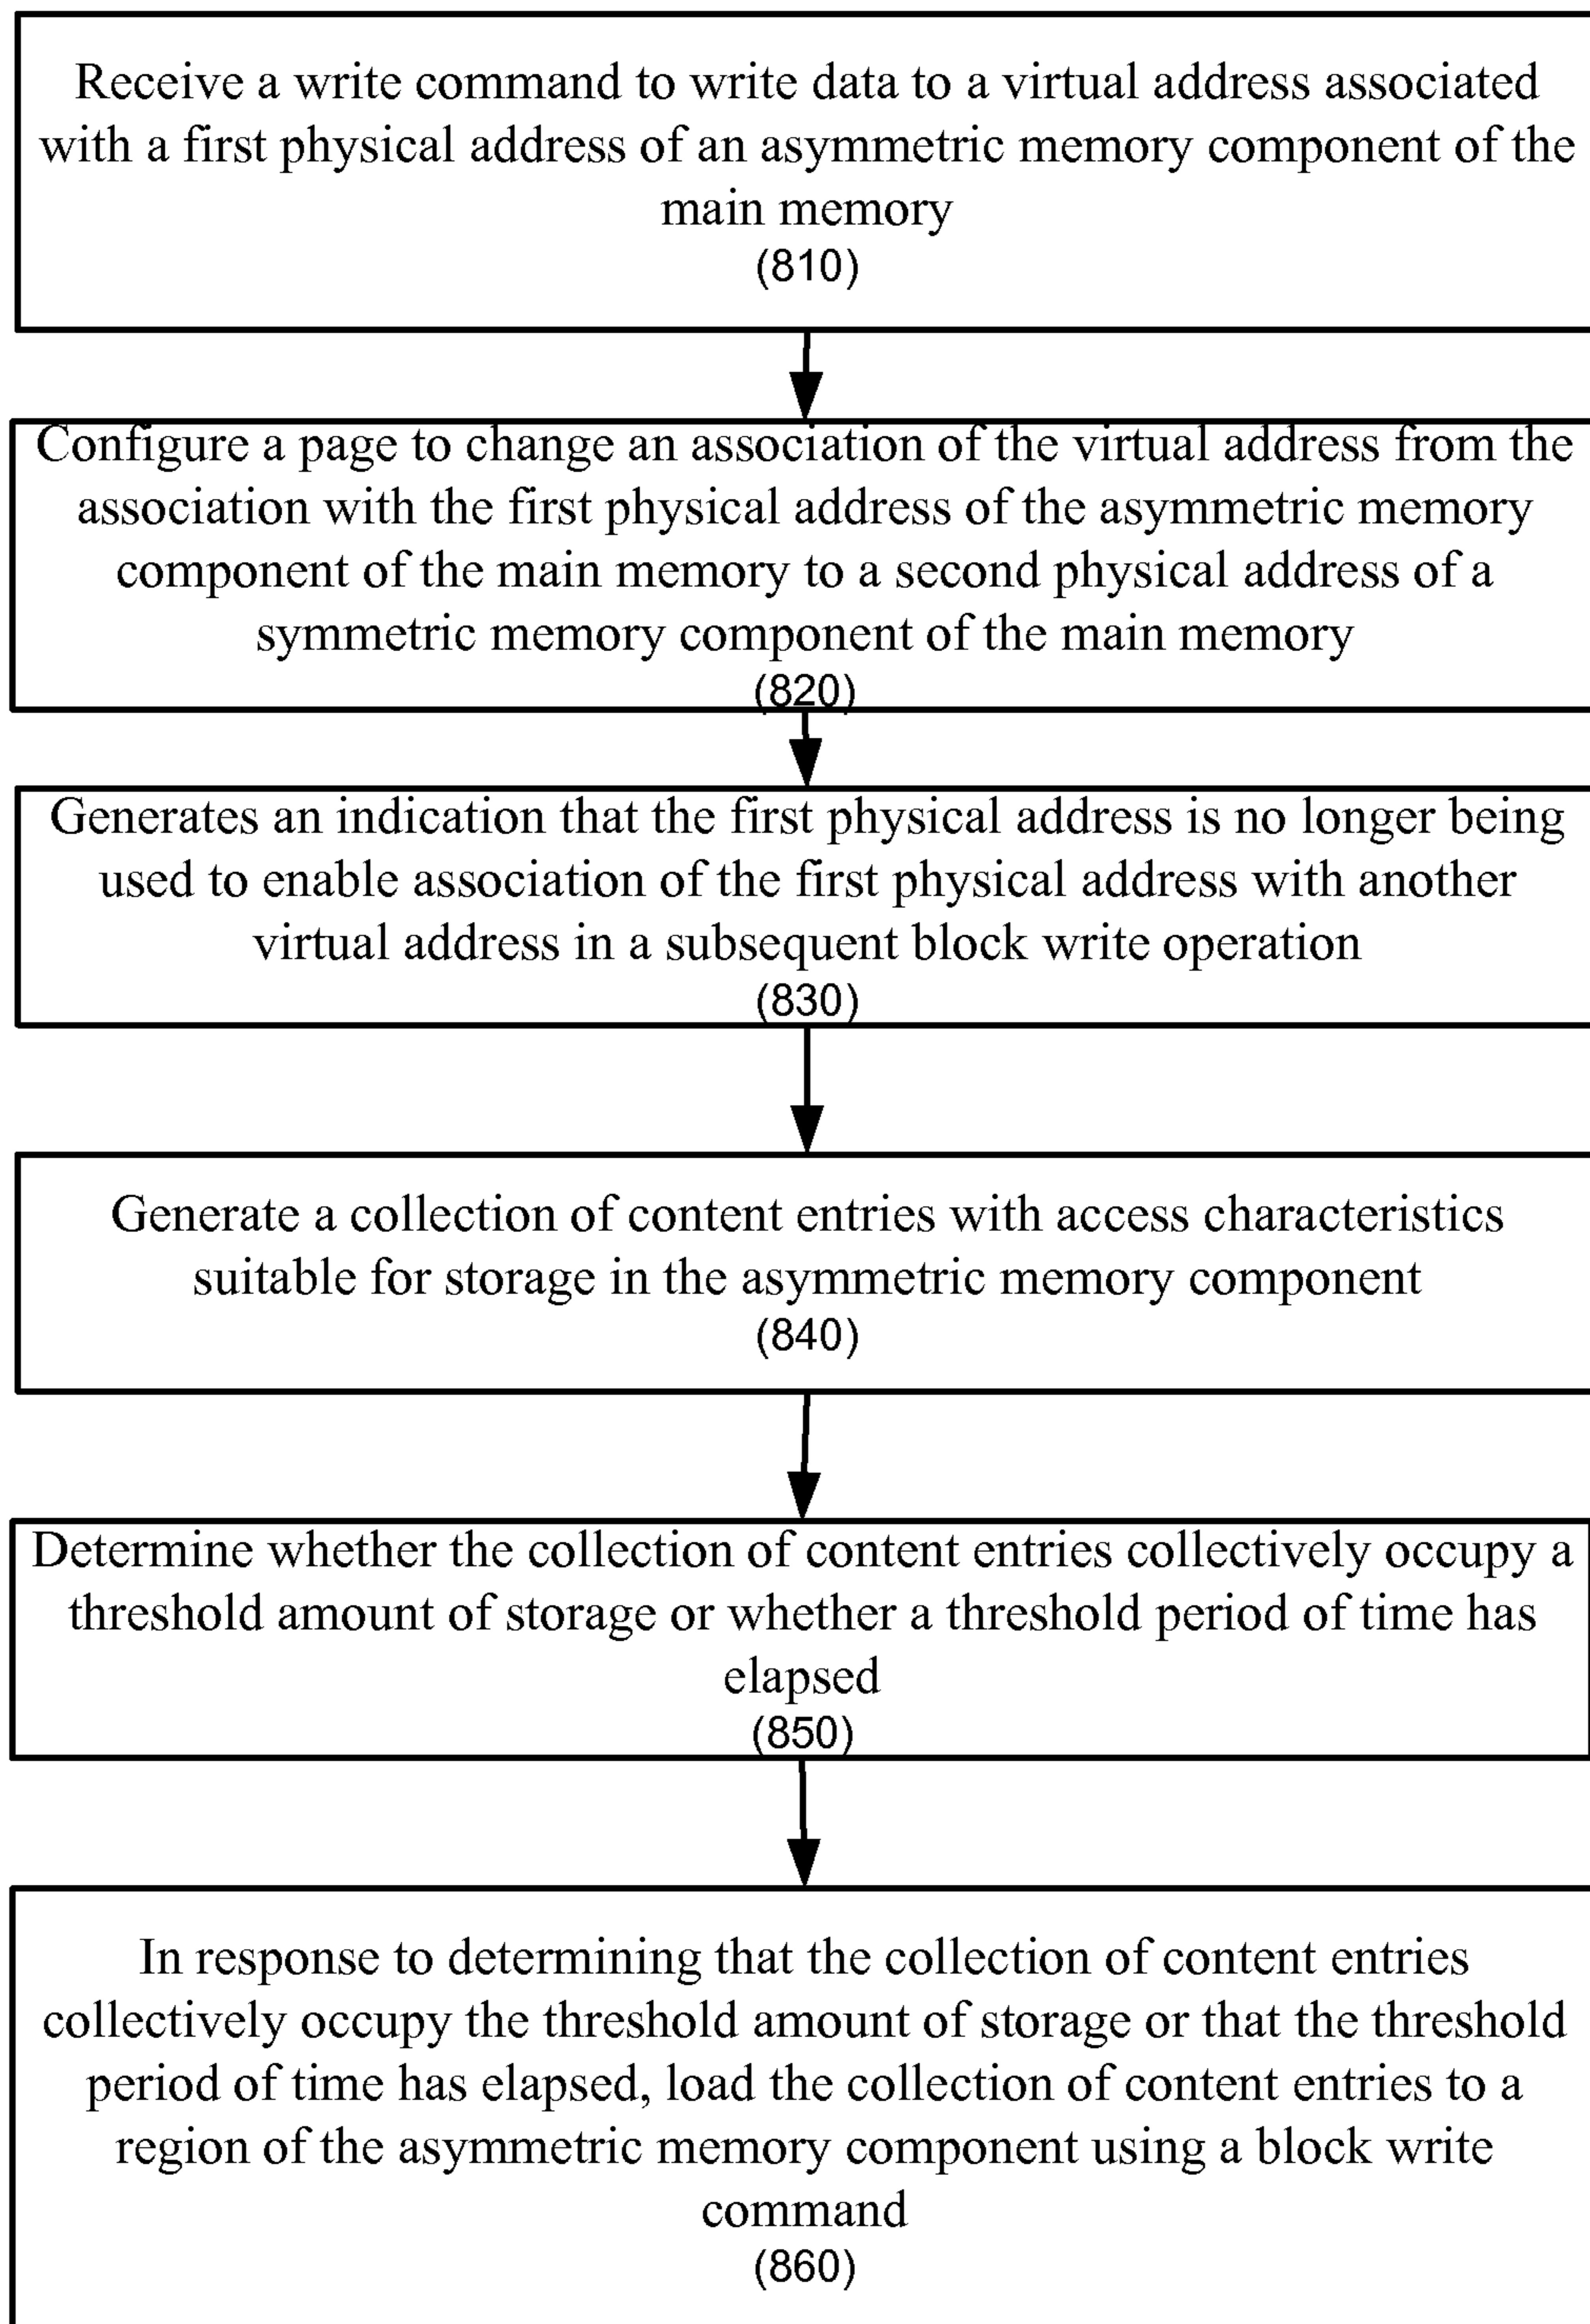 Receive a write command to write data to a virtual address associated
with a first physical address of an asymmetric memory component of the
main memory
(810)
Configure a page to change an association of the virtual address from the
association with the first physical address of the asymmetric memory
component of the main memory to a second physical address of a
symmetric memory component of the main memory
(820)
Generates an indication that the first physical address is no longer being
used to enable association of the first physical address with another
virtual address in a subsequent block write operation
(830)
Generate a collection of content entries with access characteristics
suitable for storage in the asymmetric memory component
(840)
Determine whether the collection of content entries collectively occupy a
threshold amount of storage or whether a threshold period of time has
elapsed
(850)
In response to determining that the collection of content entries
collectively occupy the threshold amount of storage or that the threshold
period of time has elapsed, load the collection of content entries to a
region of the asymmetric memory component using a block write
command
(860)